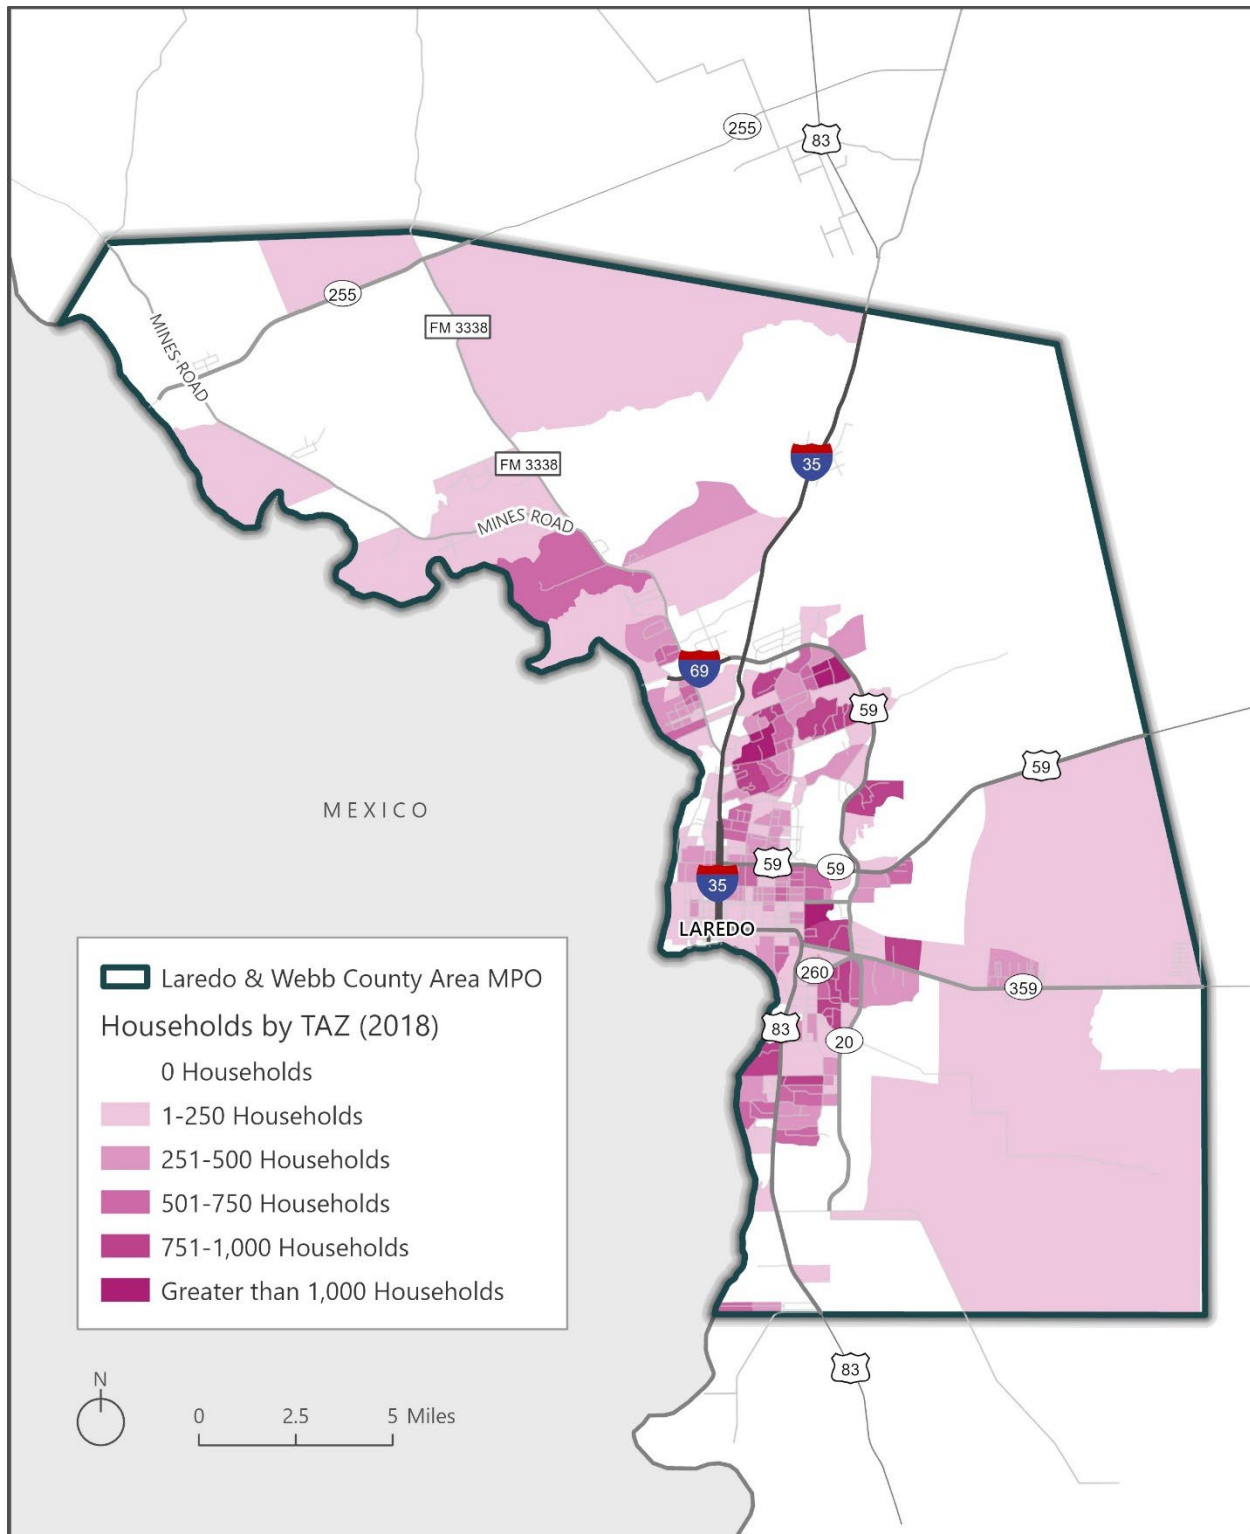 255
83
255
MINES ROAD
FM 3338
35
FM 3338
MINES ROAD
69
59
59
MEXICO
59
59
35
LAREDO
260
359
83
20
Laredo & Webb County Area MPO
Households by TAZ (2018)
0 Households
1-250 Households
251-500 Households
501-750 Households
751-1,000 Households
Greater than 1,000 Households
83
N
0 2.5 5 Miles